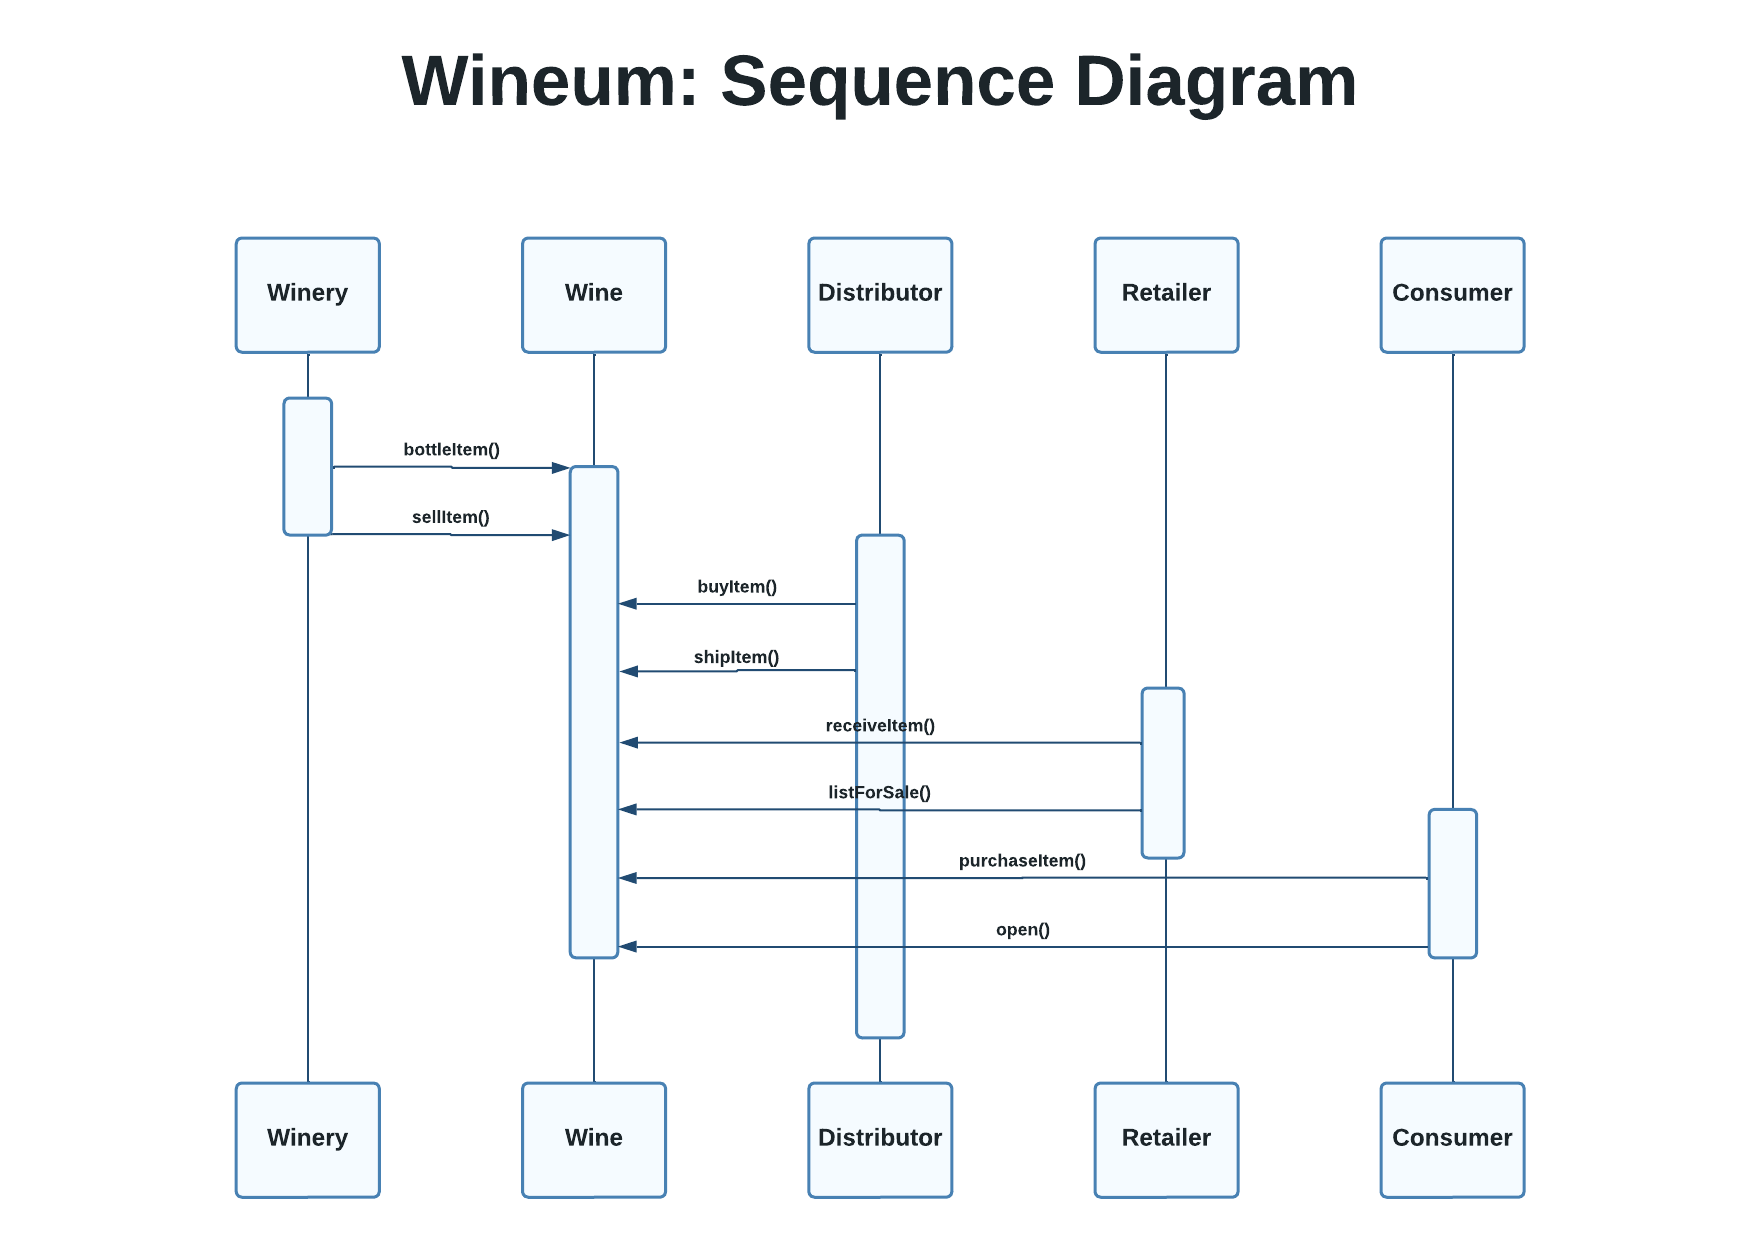 Wineum: Sequence Diagram
Winery
Wine
Distributor
Retailer
Consumer
bottleItem()
sellItem()
buyItem()
shipItem()
receiveItem()
listForSale()
purchaseItem()
open()
Winery
Wine
Distributor
Retailer
Consumer